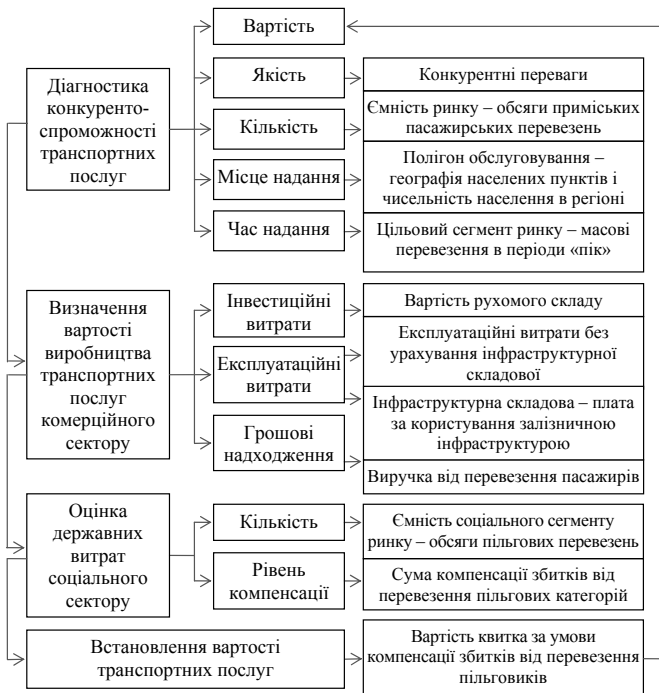 Вартість
Діагностика
конкуренто-
спроможності
транспортних
послуг
Якість
Конкурентні переваги
Кількість
Ємність ринку – обсяги приміських
пасажирських перевезень
Місце надання
Полігон обслуговування –
географія населених пунктів і
чисельність населення в регіоні
Час надання
Цільовий сегмент ринку – масові
перевезення в періоди «пік»
Визначення
вартості
виробництва
транспортних
послуг
комерційного
сектору
Інвестиційні
витрати
Вартість рухомого складу
Експлуатаційні
витрати
Експлуатаційні витрати без
урахування інфраструктурної
складової
Інфраструктурна складова – плата
за користування залізничною
інфраструктурою
Грошові
надходження
Виручка від перевезення пасажирів
Оцінка
державних
витрат
соціального
сектору
Кількість
Ємність соціального сегменту
ринку – обсяги пільгових перевезень
Рівень
компенсації
Сума компенсації збитків від
перевезення пільгових категорій
Встановлення вартості
транспортних послуг
Вартість квитка за умови
компенсації збитків від перевезення
пільговиків